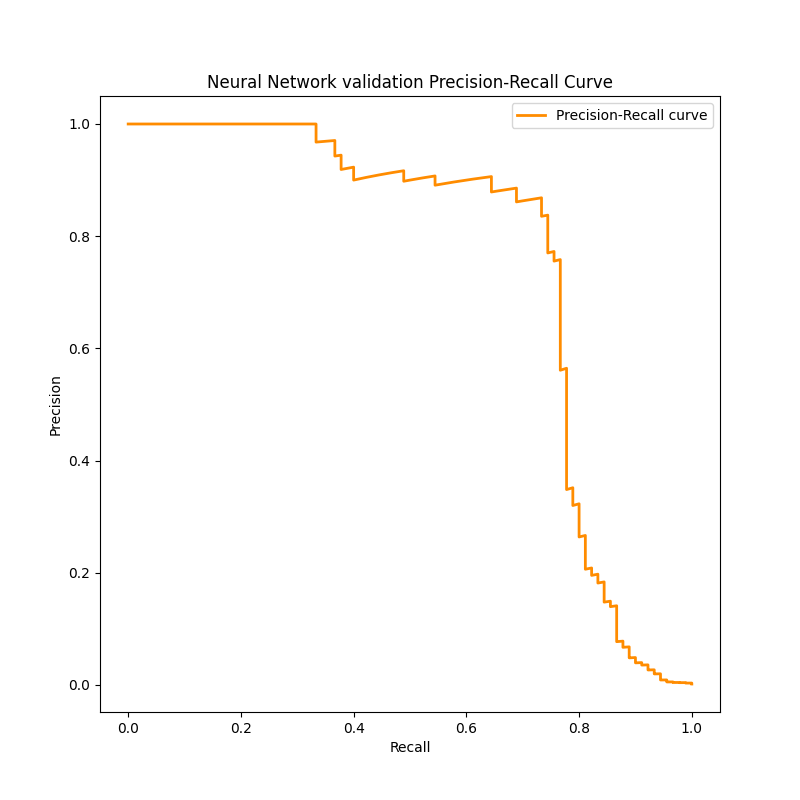 Neural Network validation Precision-Recall Curve
Precision-Recall curve
1.0
0.8
0.6
0.4
0.2
0.0
Precision
0.0 0.2 0.4 0.6 0.8 1.0
Recall